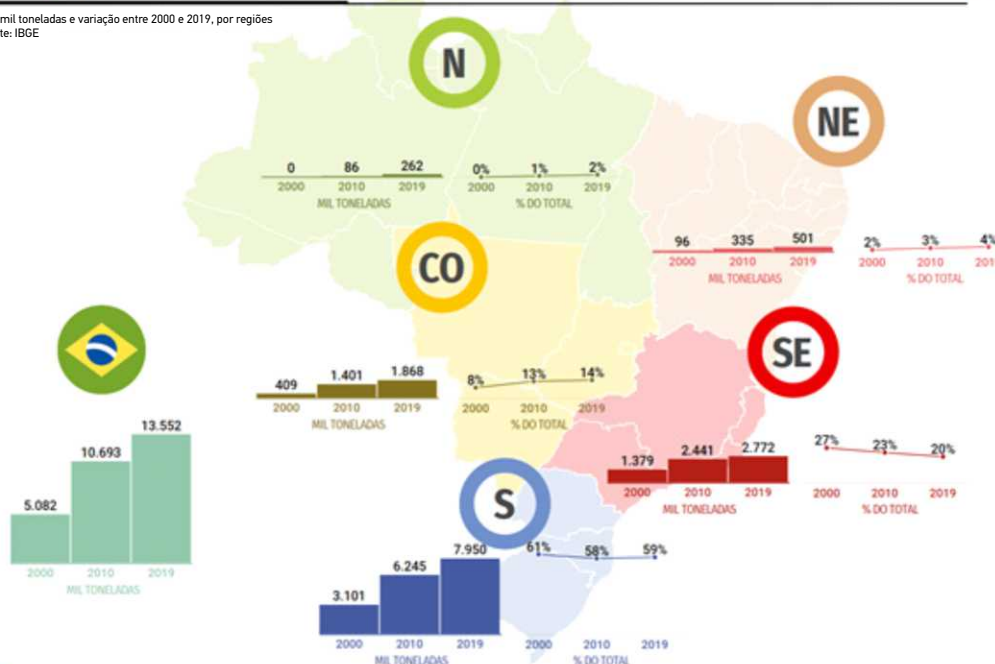 mil toneladas e variação entre 2000 e 2019, por regiões
te: IBGE
N
0 86 262
2000 2010 2019
MIL TONELADAS
0% 1% 2%
2000 2010 2019
% DO TOTAL
NE
96 335 501
2000 2010 2019
MIL TONELADAS
2% 3% 4%
2000 2010 201
% DO TOTAL
CO
409 1.401 1.868
2000 2010 2019
MIL TONELADAS
8% 13% 14%
2000 2010 2019
% DO TOTAL
SE
1.379 2.441 2.772
2000 2010 2019
MIL TONELADAS
27% 23% 20%
2000 2010 2019
% DO TOTAL
5.082 10.693 13.552
2000 2010 2019
MIL TONELADAS
S
3.101 6.245 7.950
2000 2010 2019
MIL TONELADAS
61% 58% 59%
2000 2010 2019
% DO TOTAL